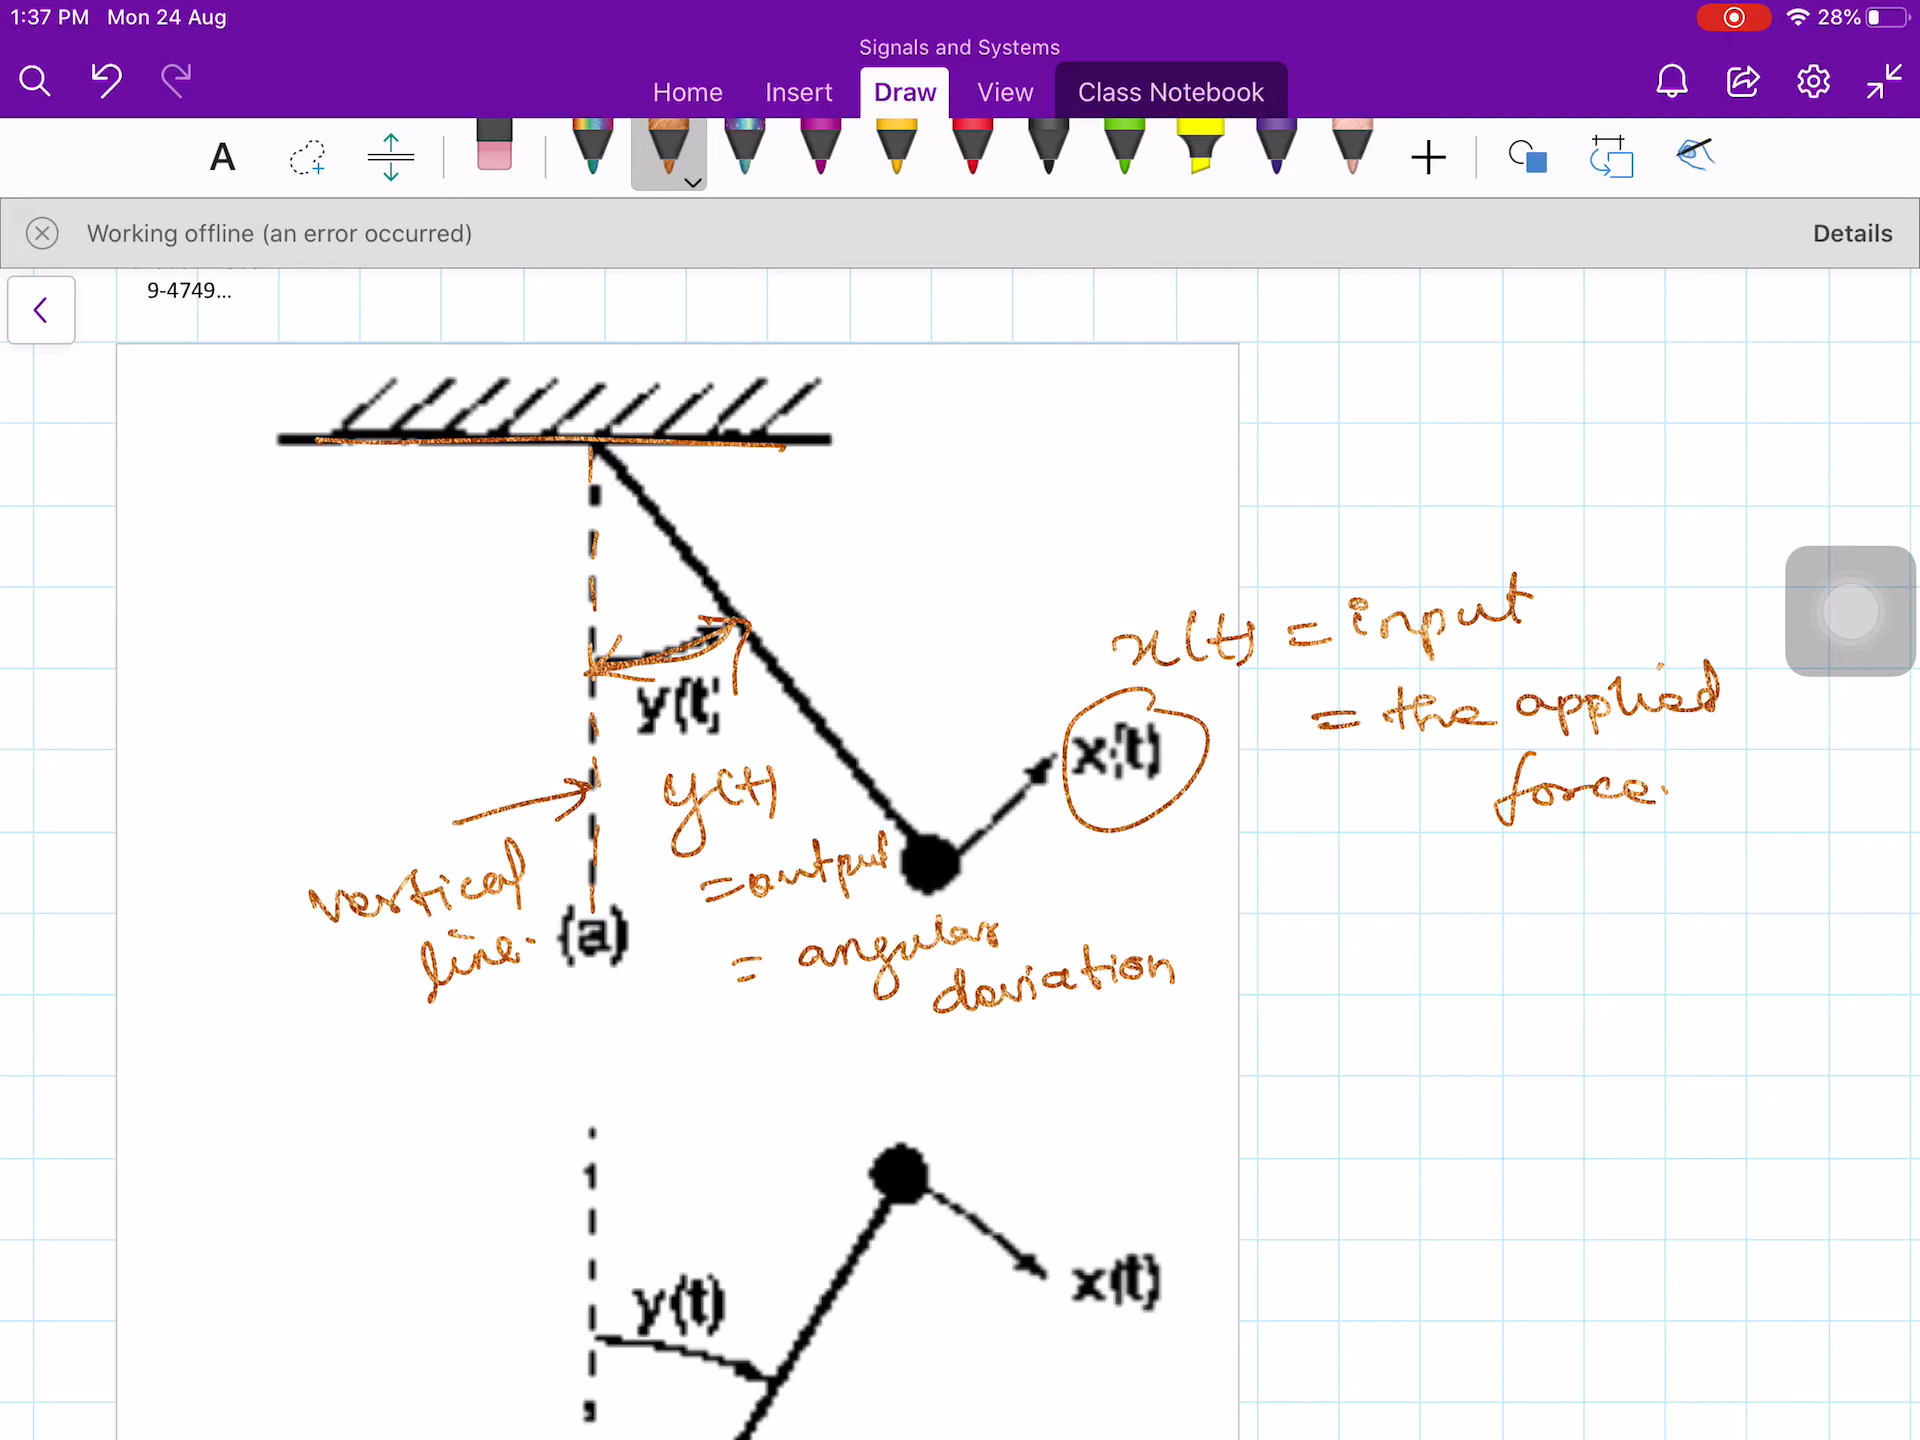 1:37 PM Mon 24 Aug
28%
Signals and Systems
Home Insert Draw View Class Notebook
A
Working offline (an error occurred)
Details
9-4749...
x(t) = input
= the applied
force.
y(t)
x(t)
y(t)
= output
= angular
deviation
vertical
line.
(a)
y(t)
x(t)